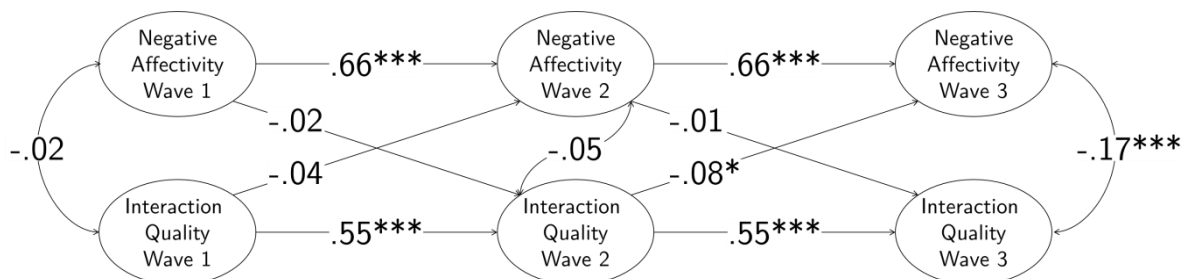 Negative
Affectivity
Wave 1
.66***
Negative
Affectivity
Wave 2
.66***
Negative
Affectivity
Wave 3
-.02
-.01
-.02
-.05
-.17***
-.04
-.08*
Interaction
Quality
Wave 1
.55***
Interaction
Quality
Wave 2
.55***
Interaction
Quality
Wave 3